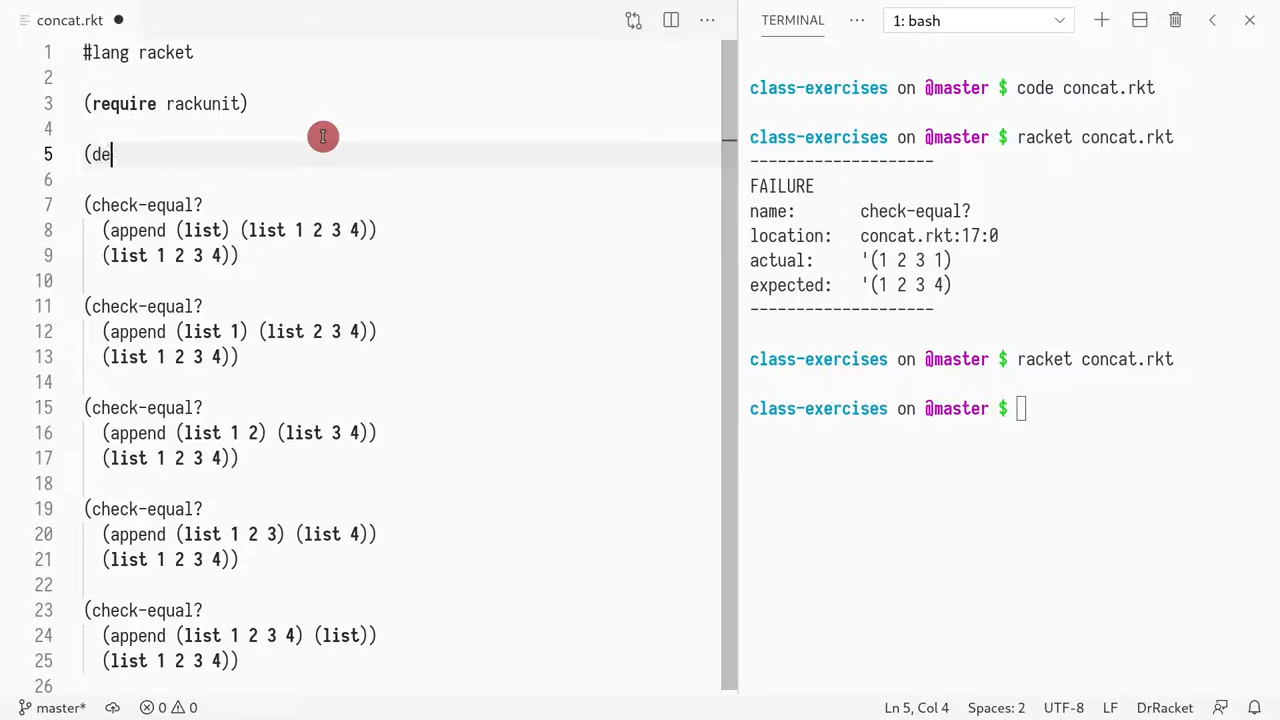 concat.rkt
1 #lang racket
2
3 (require rackunit)
4
5 (de
6
7 (check-equal?
8 (append (list) (list 1 2 3 4))
9 (list 1 2 3 4))
10
11 (check-equal?
12 (append (list 1) (list 2 3 4))
13 (list 1 2 3 4))
14
15 (check-equal?
16 (append (list 1 2) (list 3 4))
17 (list 1 2 3 4))
18
19 (check-equal?
20 (append (list 1 2 3) (list 4))
21 (list 1 2 3 4))
22
23 (check-equal?
24 (append (list 1 2 3 4) (list))
25 (list 1 2 3 4))
26
TERMINAL
1: bash
class-exercises on @master $ code concat.rkt
class-exercises on @master $ racket concat.rkt
--------------------
FAILURE
name: check-equal?
location: concat.rkt:17:0
actual: '(1 2 3 1)
expected: '(1 2 3 4)
--------------------
class-exercises on @master $ racket concat.rkt
class-exercises on @master $
master* 0 0
Ln 5, Col 4 Spaces: 2 UTF-8 LF DrRacket